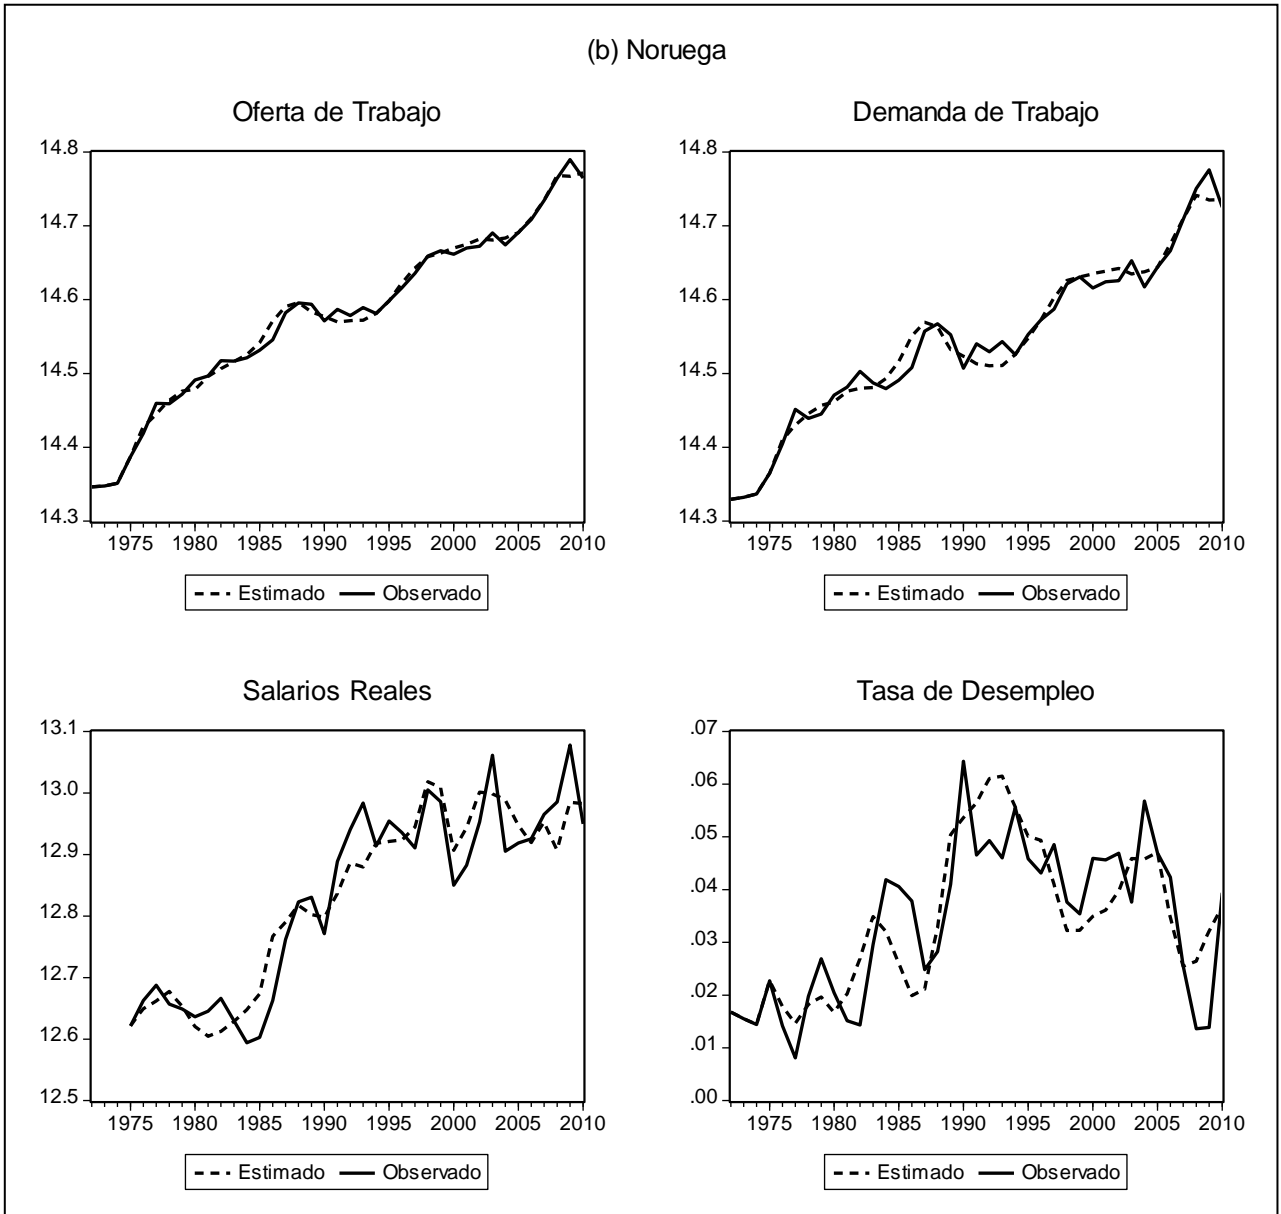 (b) Noruega
Oferta de Trabajo
14.8
14.7
14.6
14.5
14.4
14.3
1975 1980 1985 1990 1995 2000 2005 2010
Estimado Observado
Demanda de Trabajo
14.8
14.7
14.6
14.5
14.4
14.3
1975 1980 1985 1990 1995 2000 2005 2010
Estimado Observado
Salarios Reales
13.1
13.0
12.9
12.8
12.7
12.6
12.5
1975 1980 1985 1990 1995 2000 2005 2010
Estimado Observado
Tasa de Desempleo
.07
.06
.05
.04
.03
.02
.01
.00
1975 1980 1985 1990 1995 2000 2005 2010
Estimado Observado